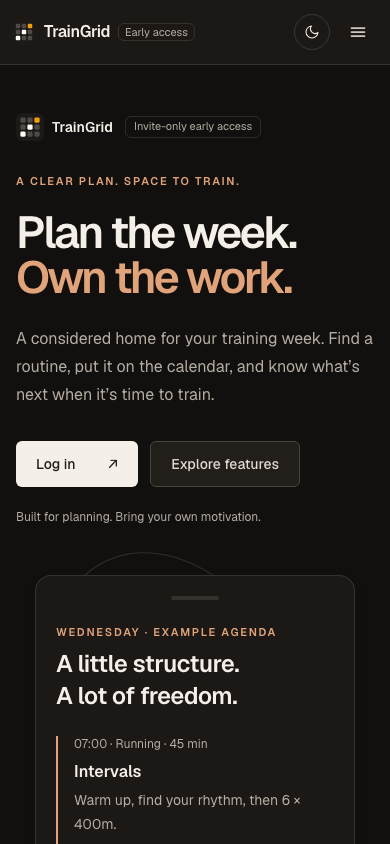 TrainGrid Early access
TrainGrid Invite-only early access
A CLEAR PLAN. SPACE TO TRAIN.
Plan the week.
Own the work.
A considered home for your training week. Find a
routine, put it on the calendar, and know what’s
next when it’s time to train.
Log in ↗ Explore features
Built for planning. Bring your own motivation.
WEDNESDAY · EXAMPLE AGENDA
A little structure.
A lot of freedom.
07:00 · Running · 45 min
Intervals
Warm up, find your rhythm, then 6 ×
400m.